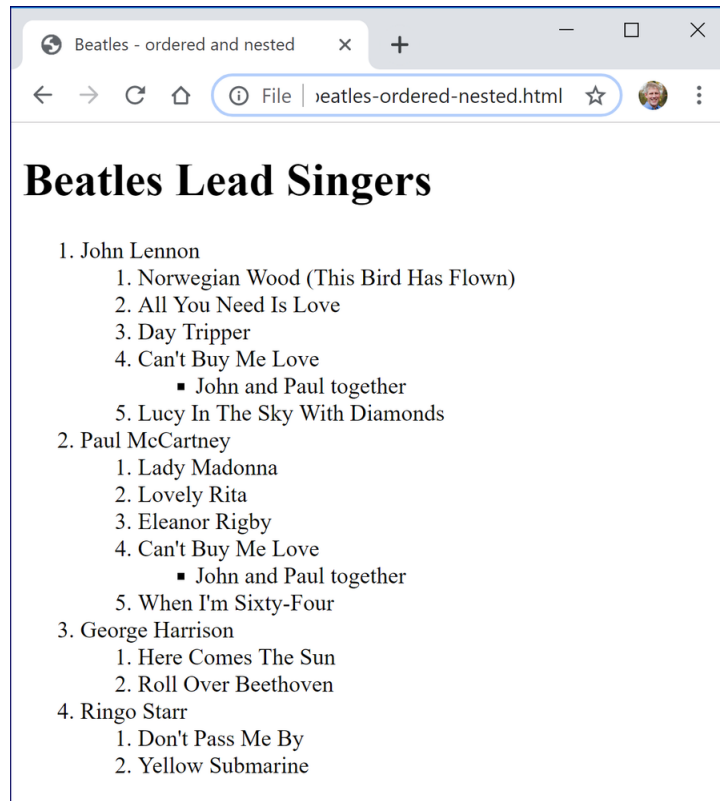 Beatles - ordered and nested
File eatles-ordered-nested.html
Beatles Lead Singers
1. John Lennon
1. Norwegian Wood (This Bird Has Flown)
2. All You Need Is Love
3. Day Tripper
4. Can't Buy Me Love
▪ John and Paul together
5. Lucy In The Sky With Diamonds
2. Paul McCartney
1. Lady Madonna
2. Lovely Rita
3. Eleanor Rigby
4. Can't Buy Me Love
▪ John and Paul together
5. When I'm Sixty-Four
3. George Harrison
1. Here Comes The Sun
2. Roll Over Beethoven
4. Ringo Starr
1. Don't Pass Me By
2. Yellow Submarine